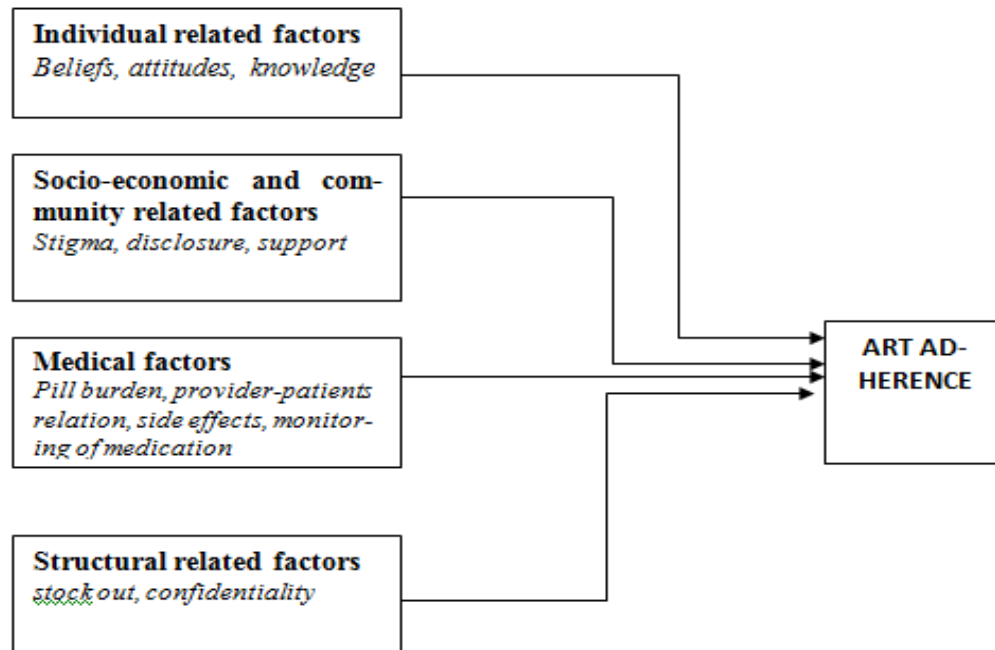 Individual related factors
Beliefs, attitudes, knowledge
Socio-economic and com-
munity related factors
Stigma, disclosure, support
Medical factors
Pill burden, provider-patients
relation, side effects, monitor-
ing of medication
Structural related factors
stock out, confidentiality
ART AD-
HERENCE